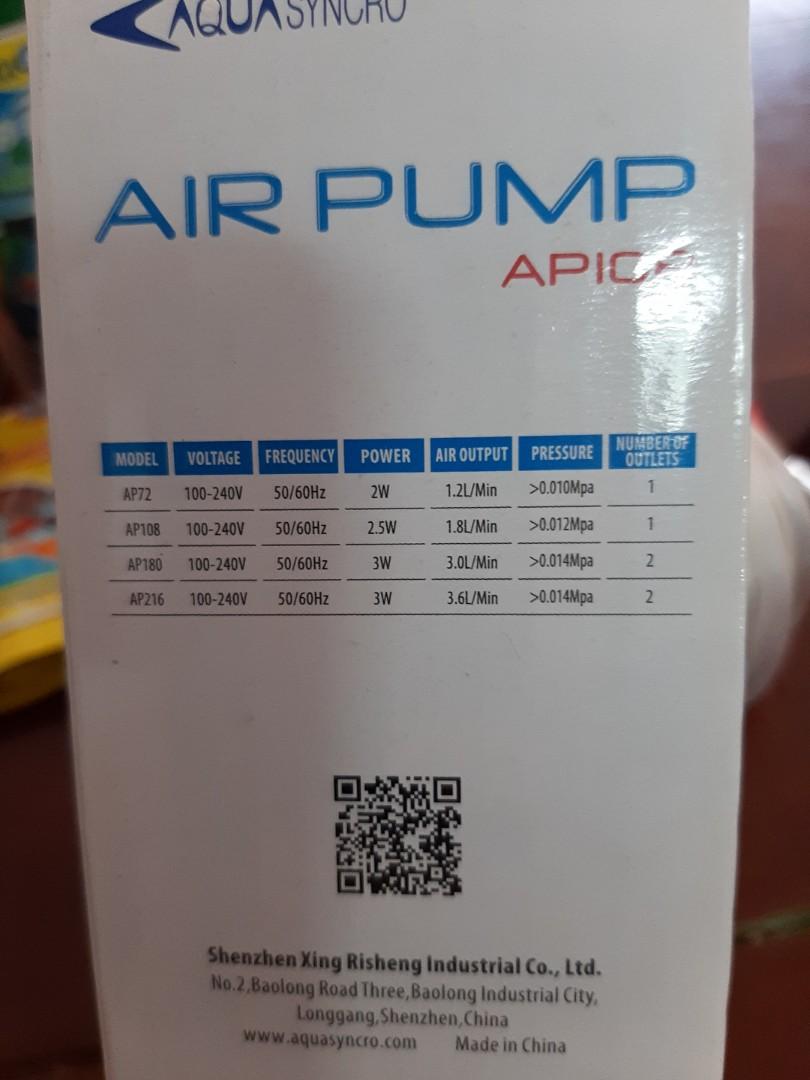 AQUA SYNCRO
AIR PUMP
MODEL VOLTAGE FREQUENCY POWER AIR OUTPUT PRESSURE NUMBER OF OUTLETS
AP72 100-240V 50/60Hz 2W 1.2L/Min >0.010Mpa 1
AP108 100-240V 50/60Hz 2.5W 1.8L/Min >0.012Mpa 1
AP180 100-240V 50/60Hz 3W 3.0L/Min >0.014Mpa 2
AP216 100-240V 50/60Hz 3W 3.6L/Min >0.014Mpa 2
Shenzhen Xing Risheng Industrial Co., Ltd.
No.2,Baolong Road Three,Baolong Industrial City,
Longgang,Shenzhen,China
www.aquasyncro.com Made in China